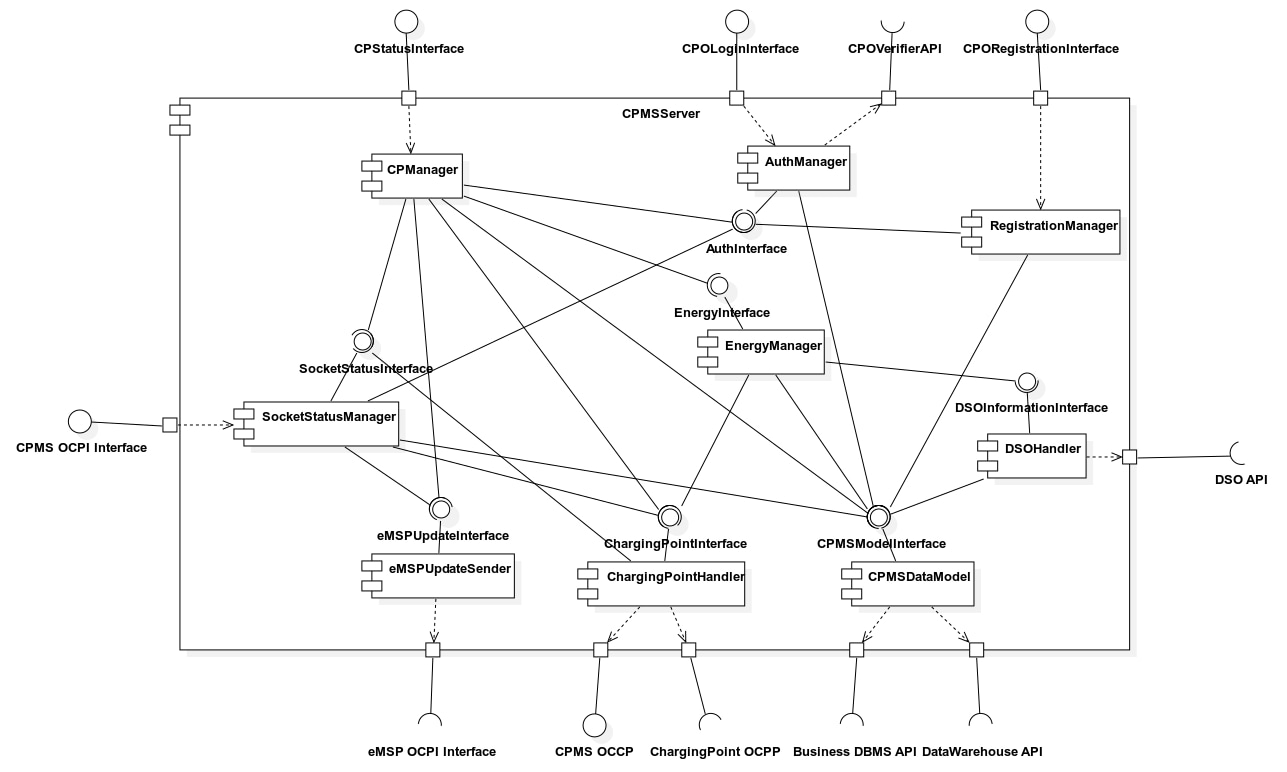 CPStatusInterface
CPOLoginInterface
CPOVerifierAPI
CPORegistrationInterface
CPMSServer
CPManager
AuthManager
RegistrationManager
AuthInterface
EnergyInterface
EnergyManager
SocketStatusInterface
DSOInformationInterface
SocketStatusManager
CPMS OCPI Interface
DSOHandler
DSO API
eMSPUpdateInterface
ChargingPointInterface
CPMSModelInterface
eMSPUpdateSender
ChargingPointHandler
CPMSDataModel
eMSP OCPI Interface
CPMS OCCP
ChargingPoint OCPP
Business DBMS API
DataWarehouse API